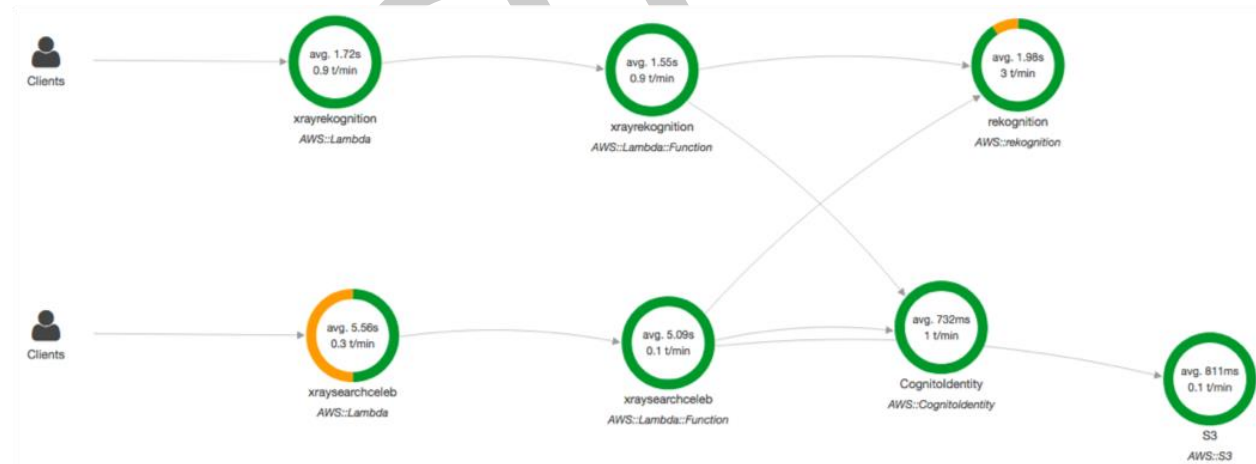 Clients
avg. 1.72s
0.9 t/min
xrayrekognition
AWS::Lambda
avg. 1.55s
0.9 t/min
xrayrekognition
AWS::Lambda::Function
avg. 1.98s
3 t/min
rekognition
AWS::rekognition
Clients
avg. 5.56s
0.3 t/min
xraysearchceleb
AWS::Lambda
avg. 5.09s
0.1 t/min
xraysearchceleb
AWS::Lambda::Function
avg. 732ms
1 t/min
CognitoIdentity
AWS::CognitoIdentity
avg. 811ms
0.1 t/min
S3
AWS::S3